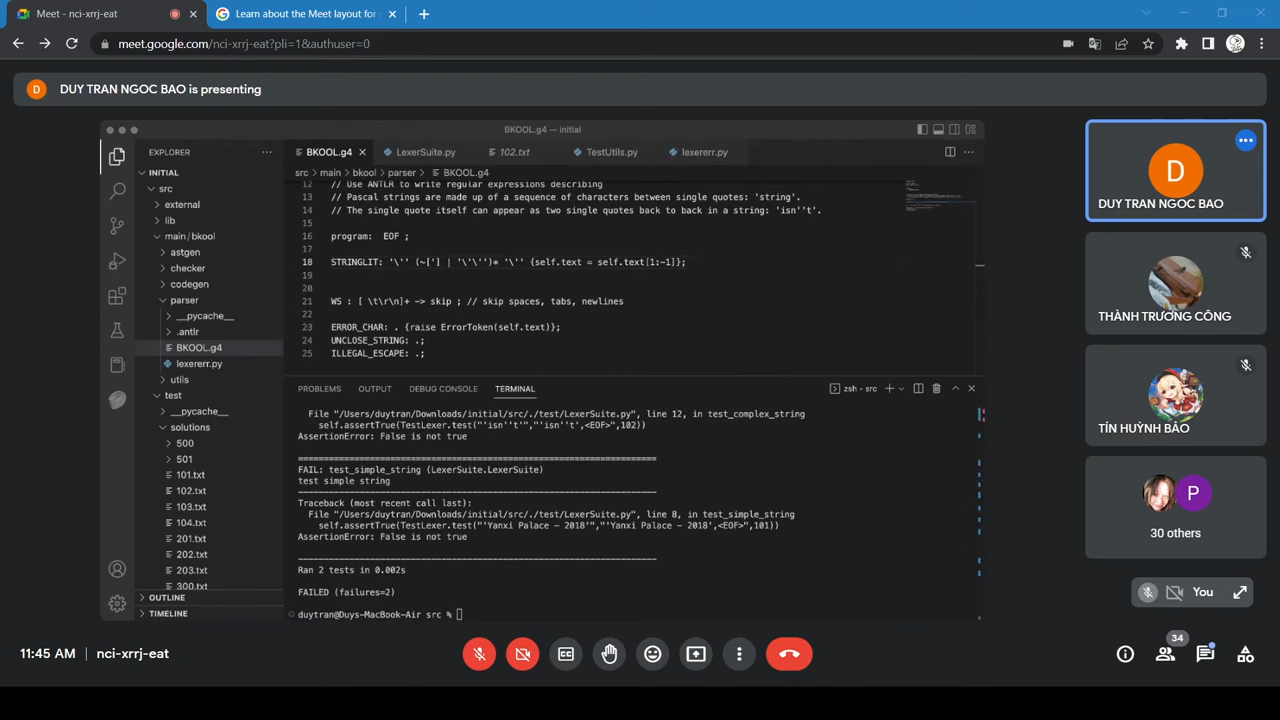 Meet - nci-xrrj-eat
Learn about the Meet layout for
meet.google.com/nci-xrrj-eat?pli=1&authuser=0
D
DUY TRAN NGOC BAO is presenting
BKOOL.g4 — initial
EXPLORER
BKOOL.g4
LexerSuite.py
102.txt
TestUtils.py
lexererr.py
INITIAL
src
external
lib
main/bkool
astgen
checker
codegen
parser
__pycache__
.antlr
BKOOL.g4
lexererr.py
utils
test
__pycache__
solutions
500
501
101.txt
102.txt
103.txt
104.txt
201.txt
202.txt
203.txt
300.txt
OUTLINE
TIMELINE
src > main > bkool > parser > BKOOL.g4
12 // Use ANTLR to write regular expressions describing
13 // Pascal strings are made up of a sequence of characters between single quotes: 'string'.
14 // The single quote itself can appear as two single quotes back to back in a string: 'isn''t'.
15
16 program: EOF ;
17
18 STRINGLIT: '\'' (~['] | '\'\'')* '\'' {self.text = self.text[1:-1]};
19
20
21 WS : [ \t\r\n]+ -> skip ; // skip spaces, tabs, newlines
22
23 ERROR_CHAR: . {raise ErrorToken(self.text)};
24 UNCLOSE_STRING: .;
25 ILLEGAL_ESCAPE: .;
PROBLEMS OUTPUT DEBUG CONSOLE TERMINAL
zsh - src
File "/Users/duytran/Downloads/initial/src/./test/LexerSuite.py", line 12, in test_complex_string
self.assertTrue(TestLexer.test("'isn''t'","'isn''t',<EOF>",102))
AssertionError: False is not true
======================================================================
FAIL: test_simple_string (LexerSuite.LexerSuite)
test simple string
----------------------------------------------------------------------
Traceback (most recent call last):
File "/Users/duytran/Downloads/initial/src/./test/LexerSuite.py", line 8, in test_simple_string
self.assertTrue(TestLexer.test("'Yanxi Palace - 2018'","'Yanxi Palace - 2018',<EOF>",101))
AssertionError: False is not true
----------------------------------------------------------------------
Ran 2 tests in 0.002s
FAILED (failures=2)
duytran@Duys-MacBook-Air src %
D
DUY TRAN NGOC BAO
THÀNH TRƯƠNG CÔNG
TÍN HUỲNH BẢO
P
30 others
You
11:45 AM | nci-xrrj-eat
34